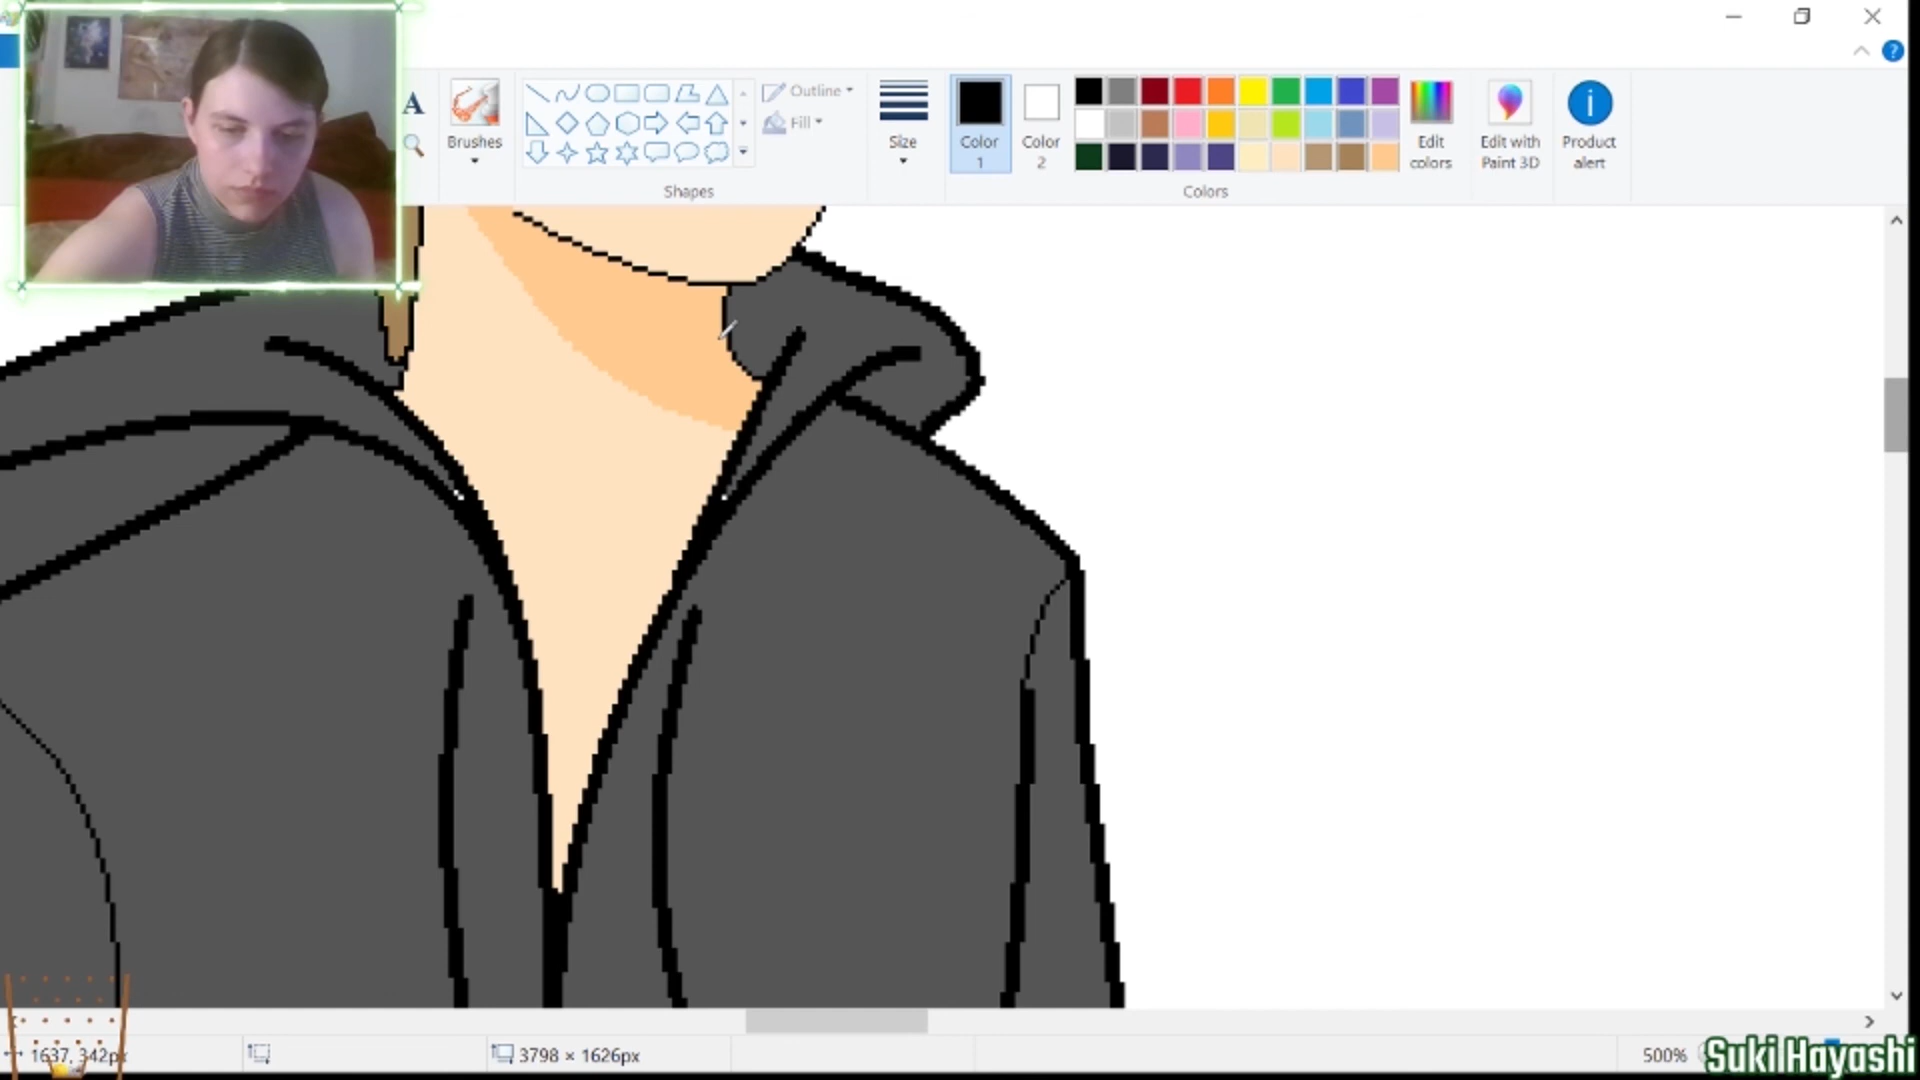 Outline
A
Fill
Brushes
Size
Color
1
Color
2
Edit
colors
Edit with
Paint 3D
Product
alert
Shapes
Colors
1637, 342px
3798 × 1626px
500%
Suki Hayashi